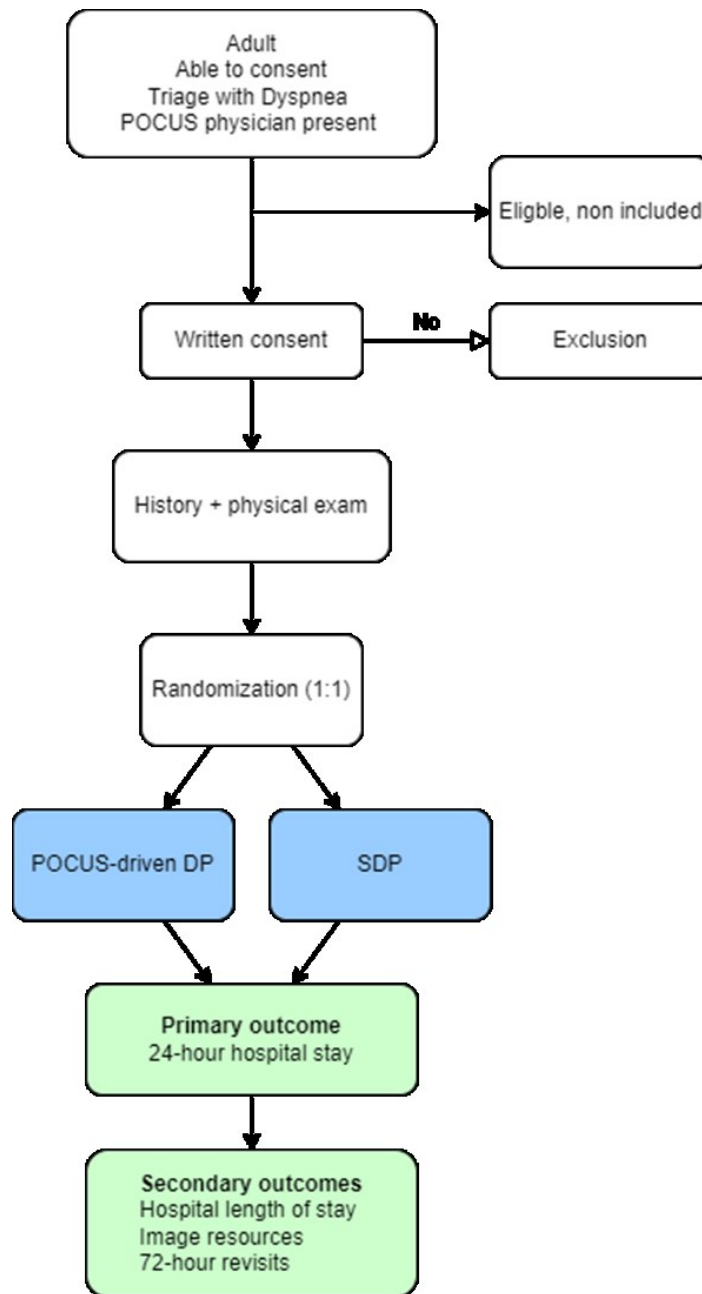 Adult
Able to consent
Triage with Dyspnea
POCUS physician present
Eligble, non included
Written consent
No
Exclusion
History + physical exam
Randomization (1:1)
POCUS-driven DP
SDP
Primary outcome
24-hour hospital stay
Secondary outcomes
Hospital length of stay
Image resources
72-hour revisits